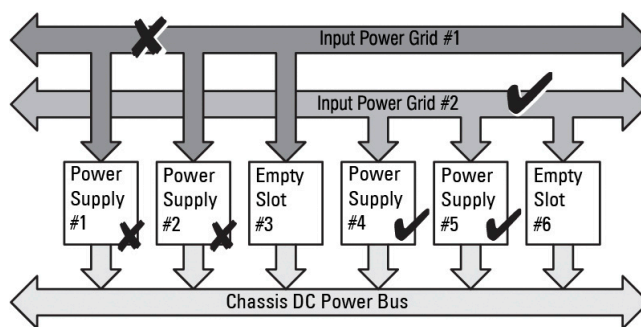 Input Power Grid #1
Input Power Grid #2
Power
Supply
#1
Power
Supply
#2
Empty
Slot
#3
Power
Supply
#4
Power
Supply
#5
Empty
Slot
#6
Chassis DC Power Bus